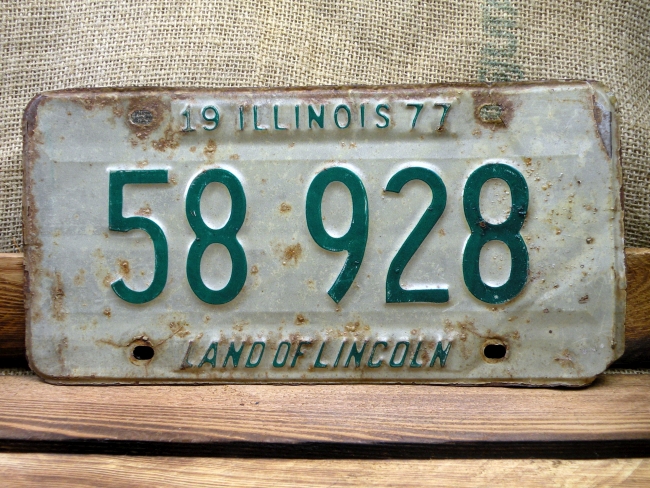 19 ILLINOIS 77
58 928
LAND OF LINCOLN